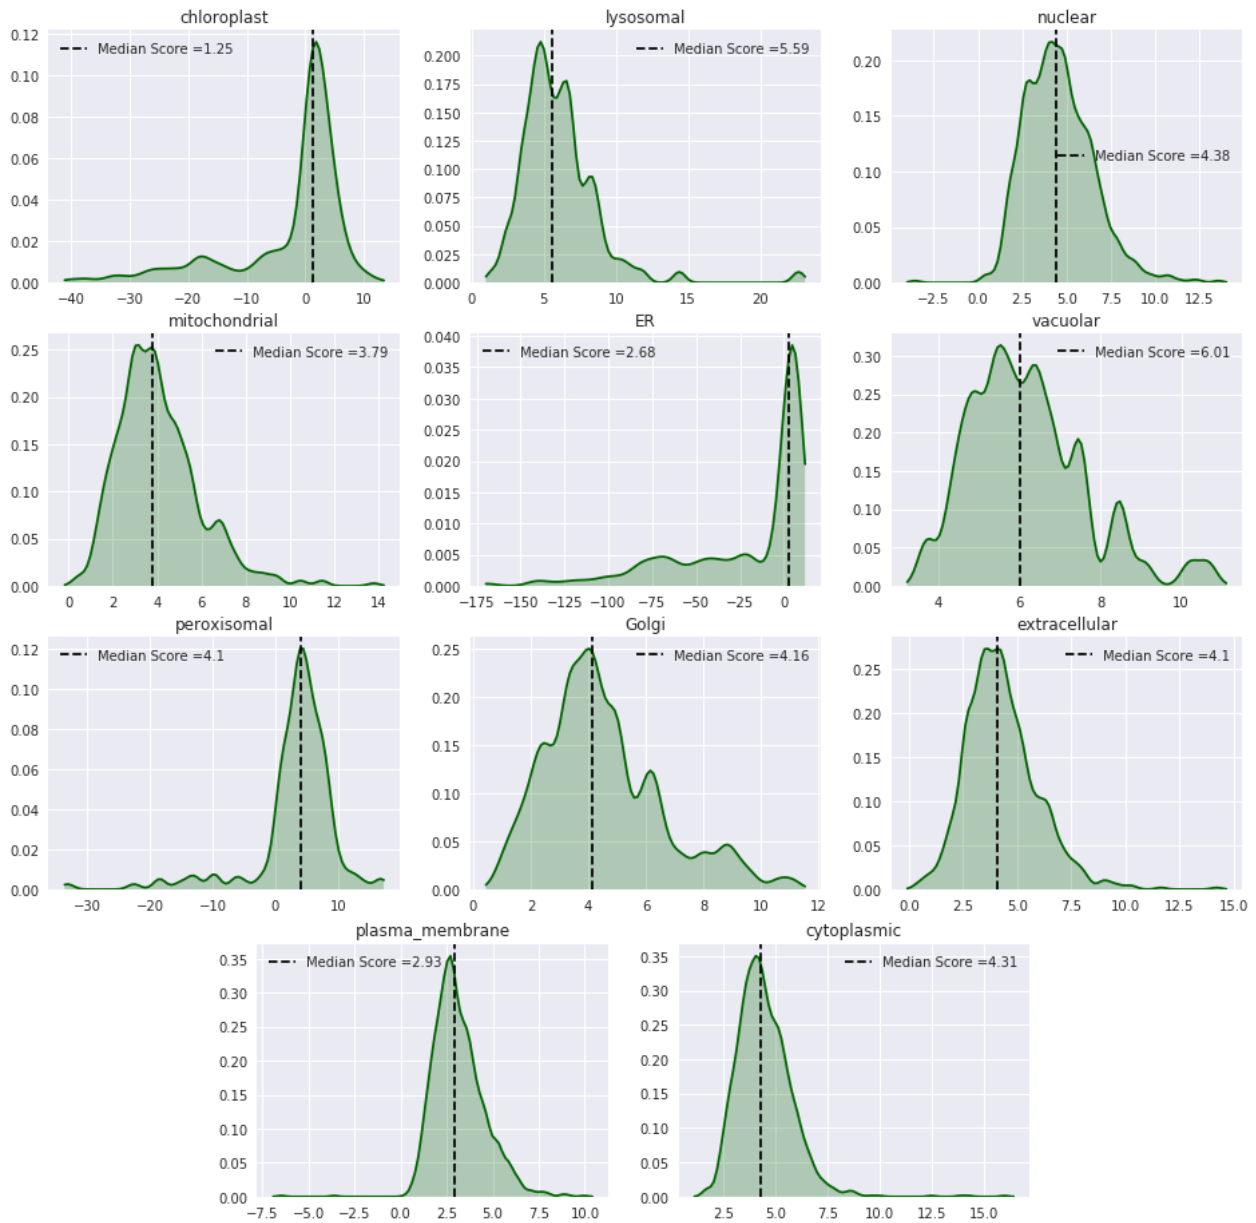 chloroplast
Median Score =1.25
0.12
0.10
0.08
0.06
0.04
0.02
0.00
−40 −30 −20 −10 0 10
lysosomal
Median Score =5.59
0.200
0.175
0.150
0.125
0.100
0.075
0.050
0.025
0.000
0 5 10 15 20
nuclear
Median Score =4.38
0.20
0.15
0.10
0.05
0.00
−2.5 0.0 2.5 5.0 7.5 10.0 12.5
mitochondrial
Median Score =3.79
0.25
0.20
0.15
0.10
0.05
0.00
0 2 4 6 8 10 12 14
ER
Median Score =2.68
0.040
0.035
0.030
0.025
0.020
0.015
0.010
0.005
0.000
−175 −150 −125 −100 −75 −50 −25 0
vacuolar
Median Score =6.01
0.30
0.25
0.20
0.15
0.10
0.05
0.00
4 6 8 10
peroxisomal
Median Score =4.1
0.12
0.10
0.08
0.06
0.04
0.02
0.00
−30 −20 −10 0 10
Golgi
Median Score =4.16
0.25
0.20
0.15
0.10
0.05
0.00
0 2 4 6 8 10 12
extracellular
Median Score =4.1
0.25
0.20
0.15
0.10
0.05
0.00
0.0 2.5 5.0 7.5 10.0 12.5 15.0
plasma_membrane
Median Score =2.93
0.35
0.30
0.25
0.20
0.15
0.10
0.05
0.00
−7.5 −5.0 −2.5 0.0 2.5 5.0 7.5 10.0
cytoplasmic
Median Score =4.31
0.35
0.30
0.25
0.20
0.15
0.10
0.05
0.00
2.5 5.0 7.5 10.0 12.5 15.0